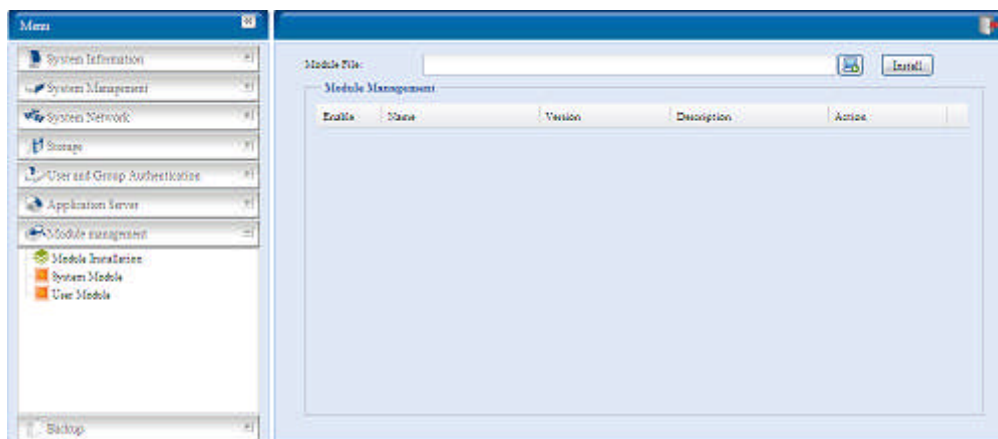 Menu
System Information
System Management
System Network
Storage
User and Group Authentication
Application Server
Module management
Module Installation
System Module
User Module
Backup
Module File:
Install
Module Management
Enable Name Version Description Action